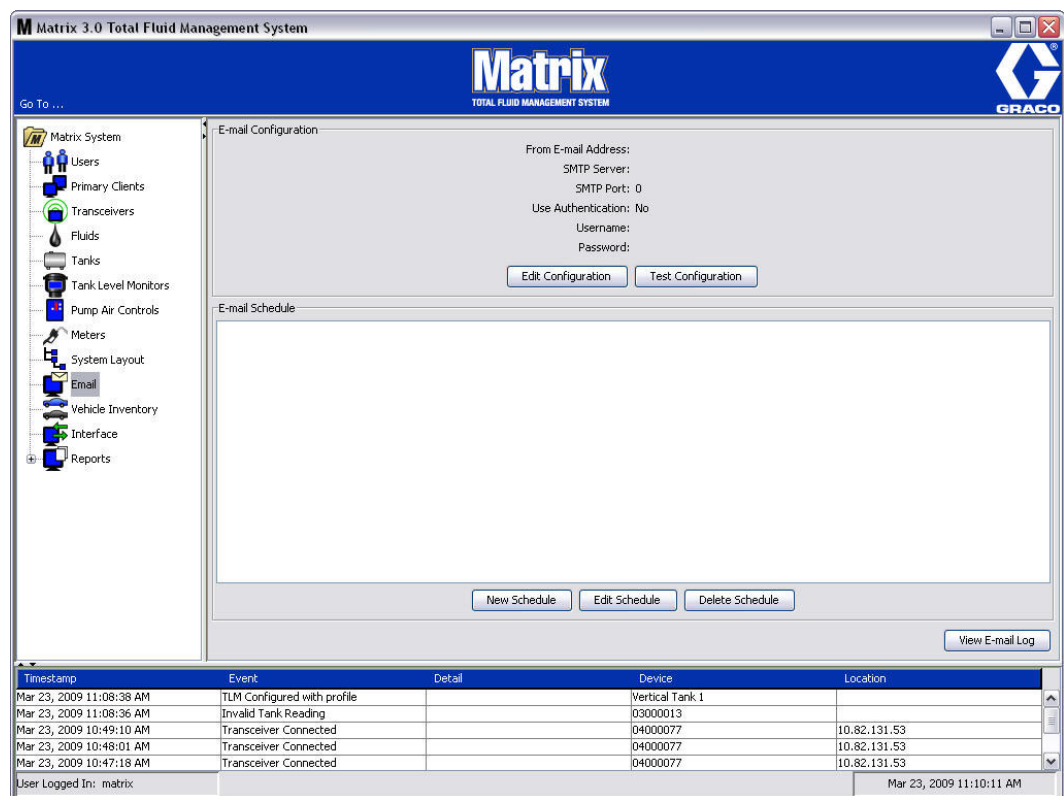 M Matrix 3.0 Total Fluid Management System
Matrix
TOTAL FLUID MANAGEMENT SYSTEM
Go To ...
GRACO
Matrix System
Users
Primary Clients
Transceivers
Fluids
Tanks
Tank Level Monitors
Pump Air Controls
Meters
System Layout
Email
Vehicle Inventory
Interface
Reports
E-mail Configuration
From E-mail Address:
SMTP Server:
SMTP Port: 0
Use Authentication: No
Username:
Password:
Edit Configuration Test Configuration
E-mail Schedule
New Schedule Edit Schedule Delete Schedule
View E-mail Log
Timestamp Event Detail Device Location
Mar 23, 2009 11:08:38 AM TLM Configured with profile Vertical Tank 1
Mar 23, 2009 11:08:36 AM Invalid Tank Reading 03000013
Mar 23, 2009 10:49:10 AM Transceiver Connected 04000077 10.82.131.53
Mar 23, 2009 10:48:01 AM Transceiver Connected 04000077 10.82.131.53
Mar 23, 2009 10:47:18 AM Transceiver Connected 04000077 10.82.131.53
User Logged In: matrix Mar 23, 2009 11:10:11 AM